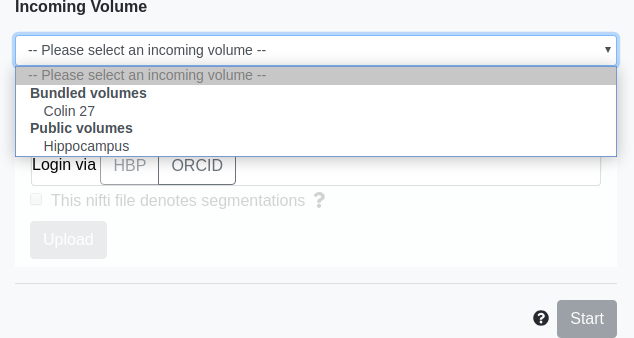 Incoming Volume
-- Please select an incoming volume --
-- Please select an incoming volume --
Bundled volumes
Colin 27
Public volumes
Hippocampus
Login via HBP ORCID
This nifti file denotes segmentations ?
Upload
? Start